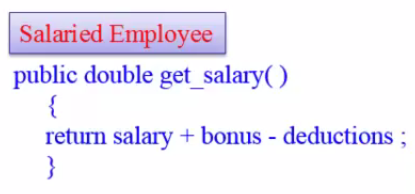 Salaried Employee
public double get_salary( )
{
return salary + bonus - deductions ;
}